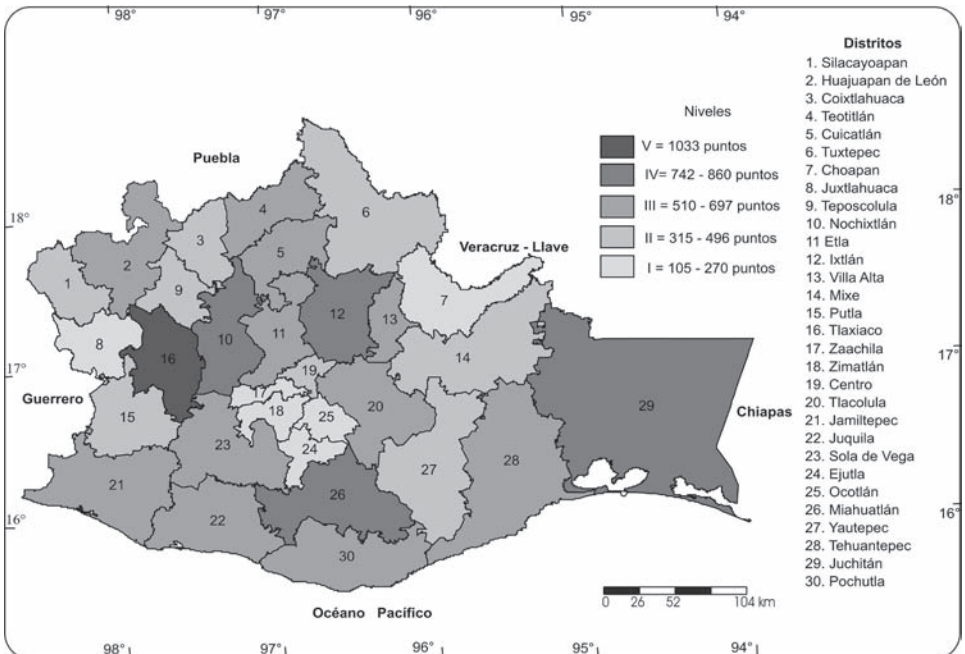 98° 97° 96° 95° 94°
Distritos
1. Silacayoapan
2. Huajuapan de León
3. Coixtlahuaca
4. Teotitlán
5. Cuicatlán
6. Tuxtepec
7. Choapan
8. Juxtlahuaca
9. Teposcolula
10. Nochixtlán
11 Etla
12. Ixtlán
13. Villa Alta
14. Mixe
15. Putla
16. Tlaxiaco
17. Zaachila
18. Zimatlán
19. Centro
20. Tlacolula
21. Jamiltepec
22. Juquila
23. Sola de Vega
24. Ejutla
25. Ocotlán
26. Miahuatlán
27. Yautepec
28. Tehuantepec
29. Juchitán
30. Pochutla
Niveles
V = 1033 puntos
IV= 742 - 860 puntos
III = 510 - 697 puntos
II = 315 - 496 puntos
I = 105 - 270 puntos
Puebla
Veracruz - Llave
Guerrero
Chiapas
Océano Pacífico
18°
17°
16°
18°
17°
16°
1
2
3
4
5
6
7
8
9
10
11
12
13
14
15
16
17
18
19
20
21
22
23
24
25
26
27
28
29
30
0 26 52 104 km
98° 97° 96° 95° 94°